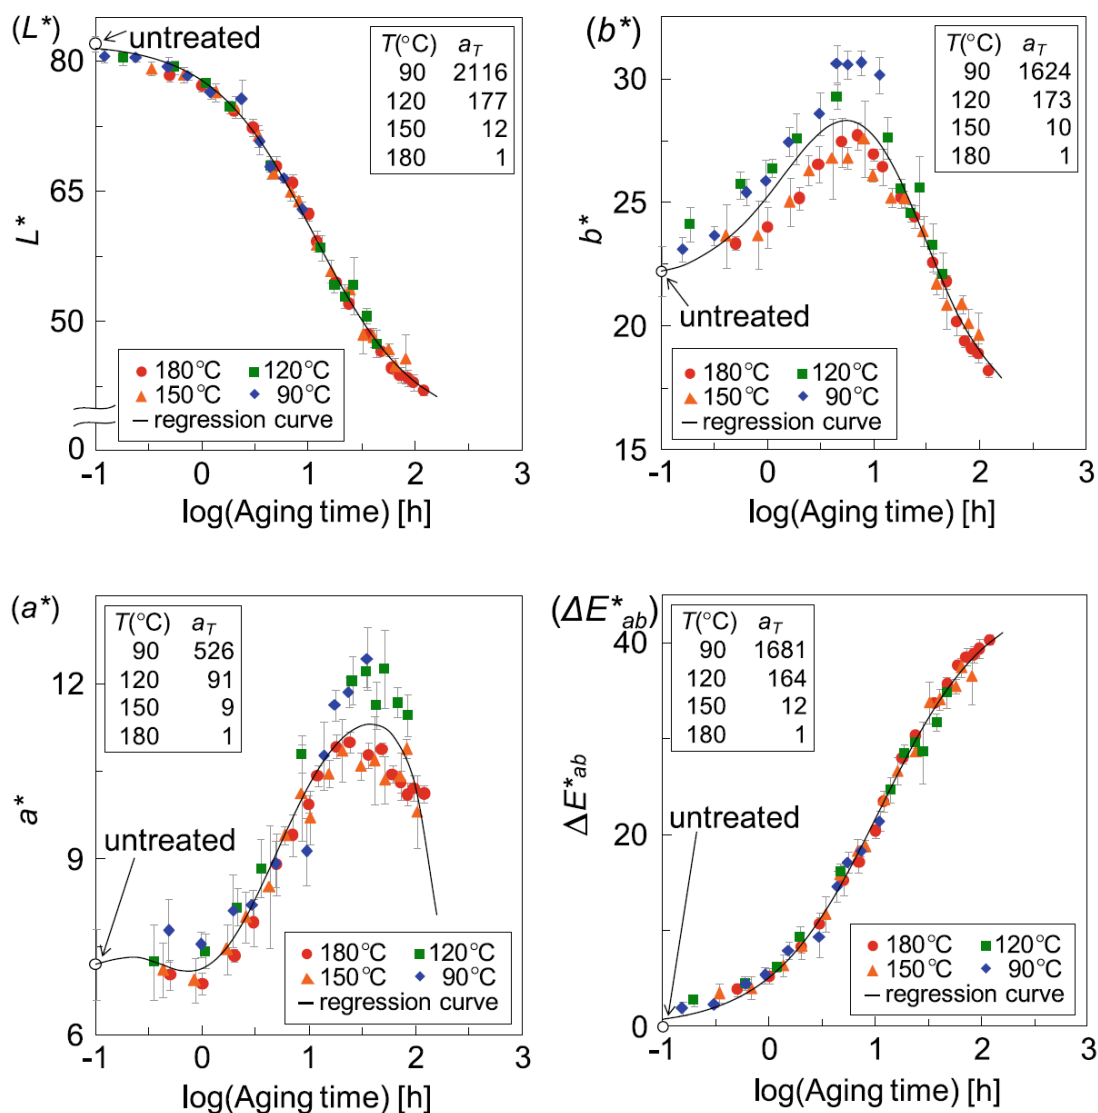 (L*)
untreated
T(°C) a_T
90 2116
120 177
150 12
180 1
80
65
50
0
L*
180°C 120°C
150°C 90°C
regression curve
-1 0 1 2 3
log(Aging time) [h]
(b*)
T(°C) a_T
90 1624
120 173
150 10
180 1
30
25
20
15
b*
untreated
180°C 120°C
150°C 90°C
regression curve
-1 0 1 2 3
log(Aging time) [h]
(a*)
T(°C) a_T
90 526
120 91
150 9
180 1
12
9
6
a*
untreated
180°C 120°C
150°C 90°C
regression curve
-1 0 1 2 3
log(Aging time) [h]
(ΔE*ab)
T(°C) a_T
90 1681
120 164
150 12
180 1
40
20
0
ΔE*ab
untreated
180°C 120°C
150°C 90°C
regression curve
-1 0 1 2 3
log(Aging time) [h]